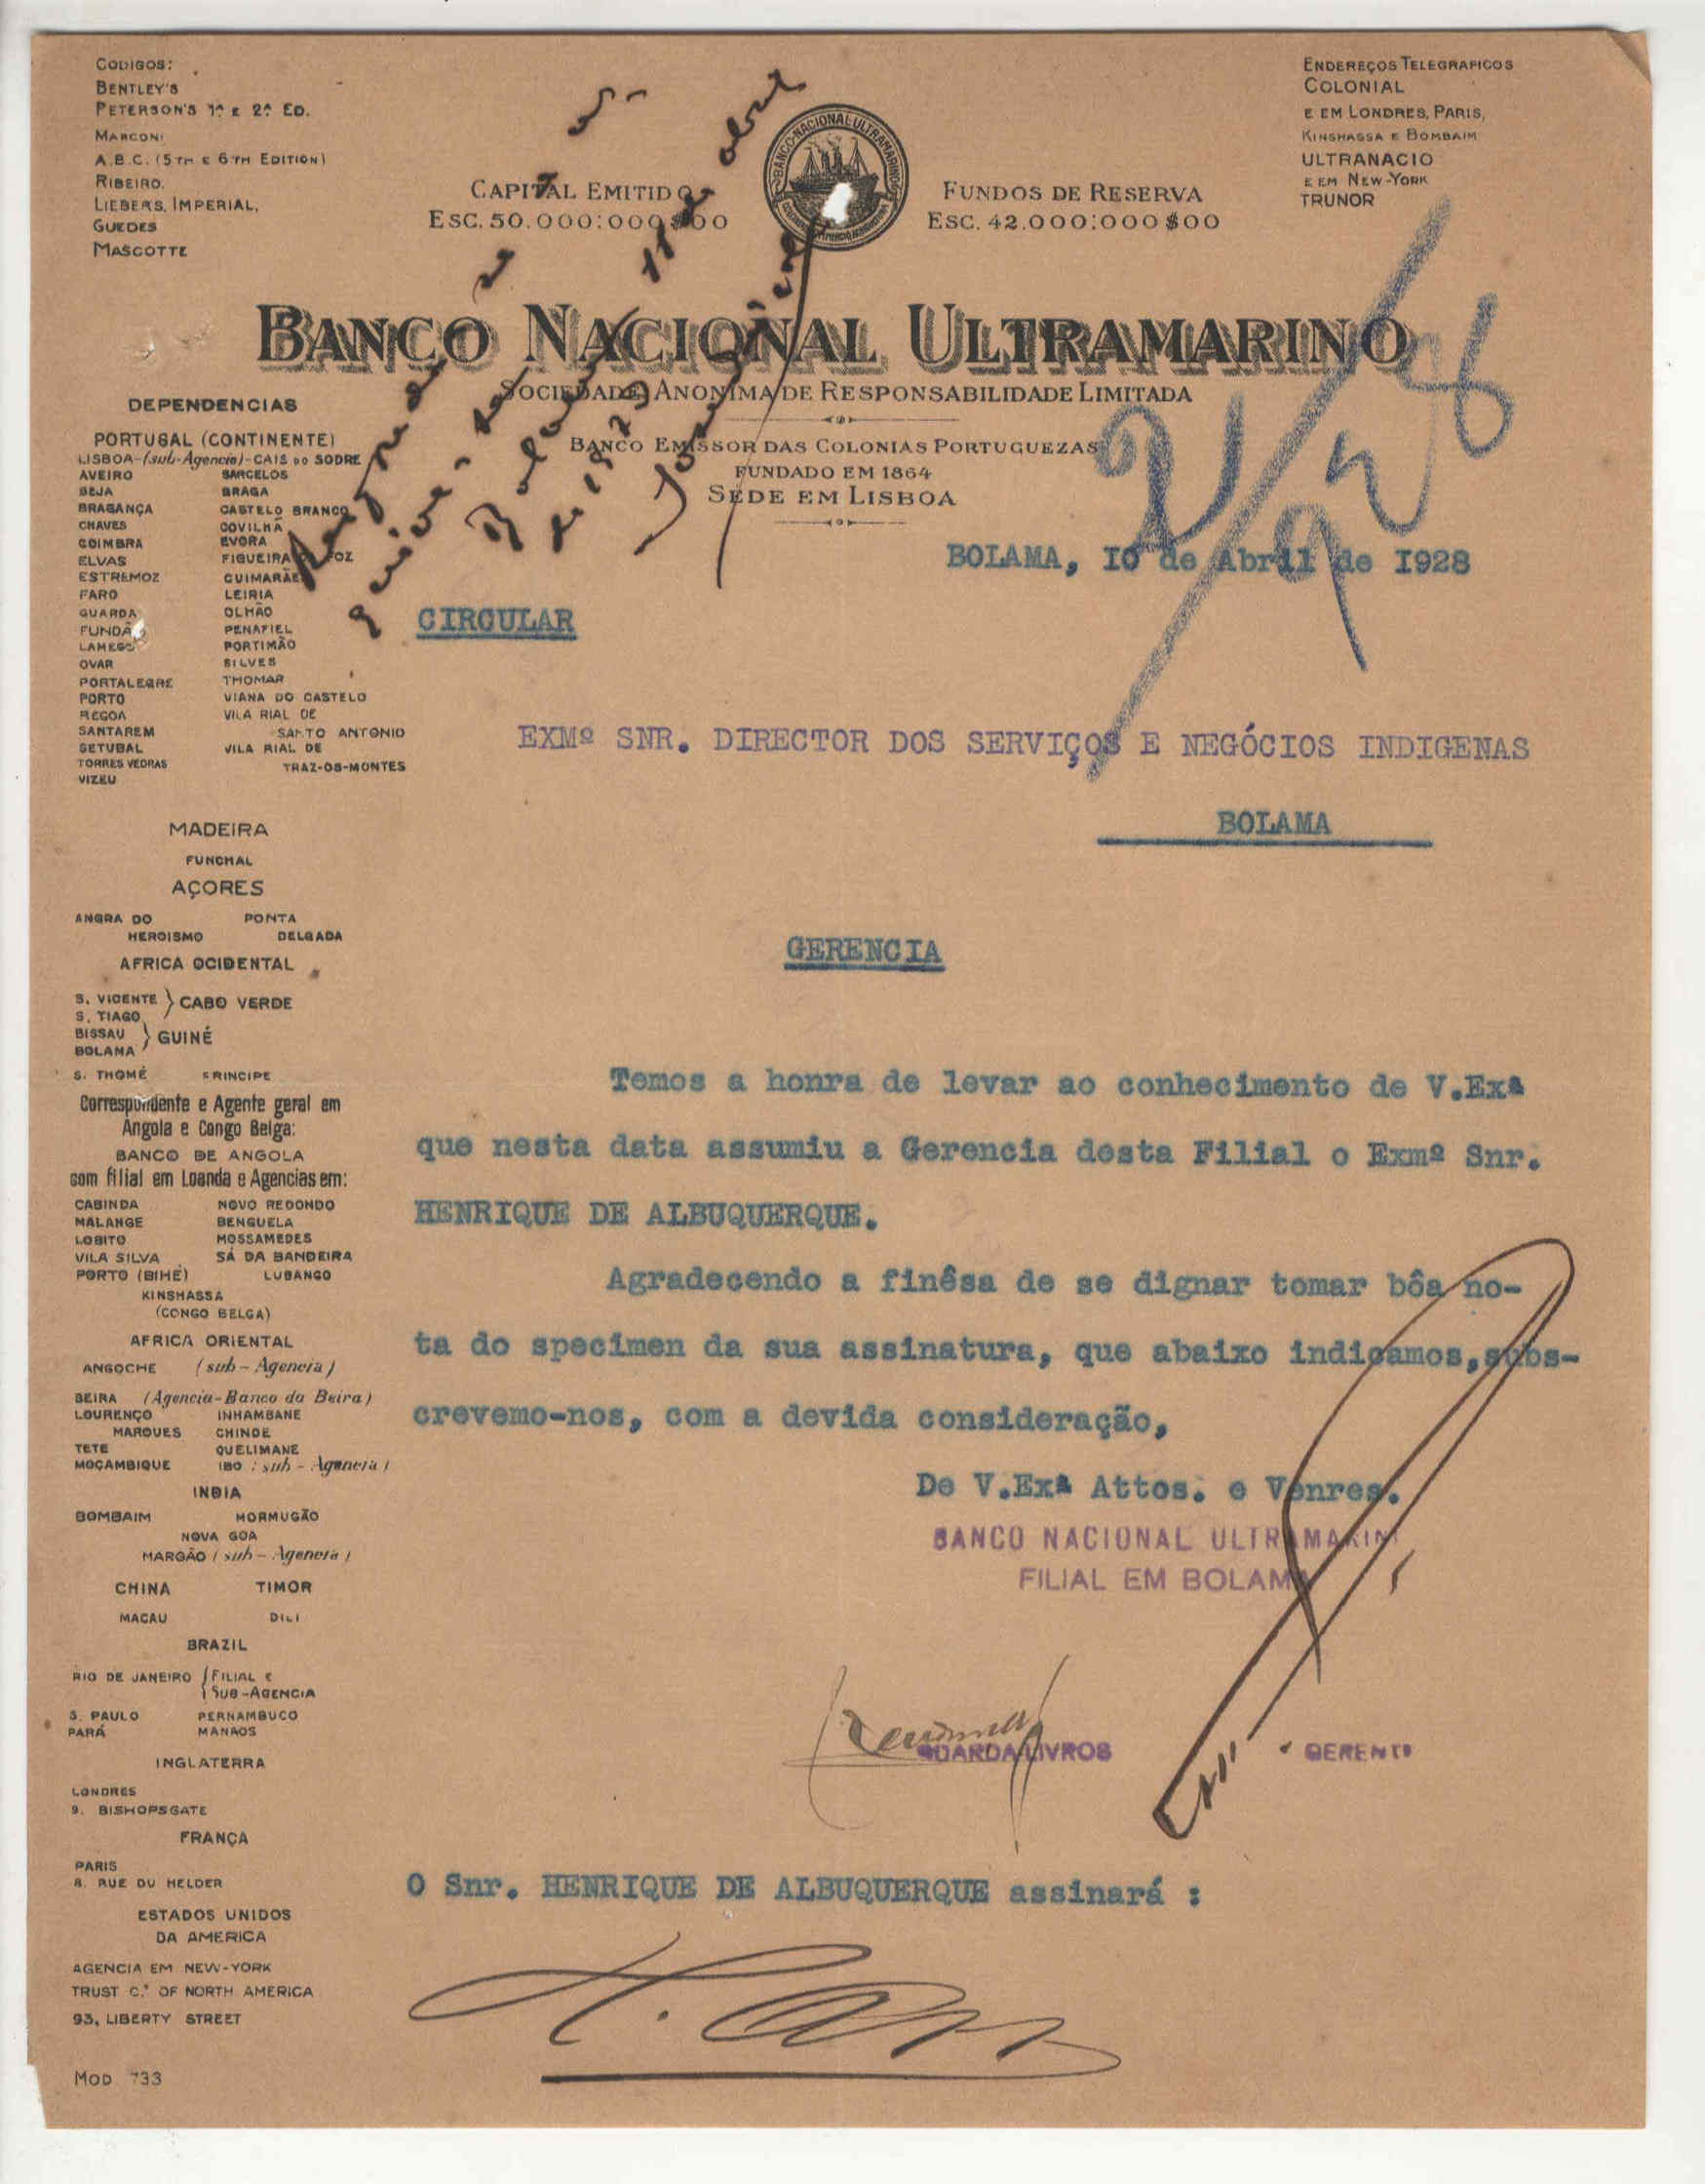 CODIGOS:
BENTLEY'S
PETERSON'S 1ª E 2ª ED.
MARCONI
A.B.C. (5TH E 6TH EDITION)
RIBEIRO.
LIEBERS, IMPERIAL,
GUEDES
MASCOTTE
ENDEREÇOS TELEGRAFICOS
COLONIAL
E EM LONDRES, PARIS,
KINSHASSA E BOMBAIM
ULTRANACIO
E EM NEW-YORK
TRUNOR
CAPITAL EMITIDO
ESC. 50.000:000$00
BANCO NACIONAL ULTRAMARINO
FUNDOS DE RESERVA
ESC. 42.000:000$00
BANCO NACIONAL ULTRAMARINO
SOCIEDADE ANONIMA DE RESPONSABILIDADE LIMITADA
BANCO EMISSOR DAS COLONIAS PORTUGUEZAS
FUNDADO EM 1864
SEDE EM LISBOA
DEPENDENCIAS
PORTUGAL (CONTINENTE)
LISBOA-(sub-Agencia)-CAIS DO SODRE
AVEIRO BARCELOS
BEJA BRAGA
BRAGANÇA CASTELO BRANCO
CHAVES COVILHÃ
COIMBRA EVORA
ELVAS FIGUEIRA FOZ
ESTREMOZ GUIMARÃES
FARO LEIRIA
GUARDA OLHÃO
FUNDÃO PENAFIEL
LAMEGO PORTIMÃO
OVAR SILVES
PORTALEGRE THOMAR
PORTO VIANA DO CASTELO
REGOA VILA RIAL DE
SANTAREM SANTO ANTONIO
SETUBAL VILA RIAL DE
TORRES VEDRAS TRAZ-OS-MONTES
VIZEU
MADEIRA
FUNCHAL
AÇORES
ANGRA DO PONTA
HEROISMO DELGADA
AFRICA OCIDENTAL
S. VICENTE } CABO VERDE
S. TIAGO
BISSAU } GUINÉ
BOLAMA
S. THOMÉ PRINCIPE
Correspondente e Agente geral em
Angola e Congo Belga:
BANCO DE ANGOLA
com filial em Loanda e Agencias em:
CABINDA NOVO REDONDO
MALANGE BENGUELA
LOBITO MOSSAMEDES
VILA SILVA SÁ DA BANDEIRA
PORTO (BIHÉ) LUBANGO
KINSHASSA
(CONGO BELGA)
AFRICA ORIENTAL
ANGOCHE (sub-Agencia)
BEIRA (Agencia-Banco da Beira)
LOURENÇO INHAMBANE
MARQUES CHINDE
TETE QUELIMANE
MOÇAMBIQUE IBO (sub-Agencia)
INDIA
BOMBAIM MORMUGÃO
NOVA GOA
MARGÃO (sub-Agencia)
CHINA TIMOR
MACAU DILI
BRAZIL
RIO DE JANEIRO { FILIAL E
SUB-AGENCIA
S. PAULO PERNAMBUCO
PARÁ MANAOS
INGLATERRA
LONDRES
9. BISHOPSGATE
FRANÇA
PARIS
8. RUE DU HELDER
ESTADOS UNIDOS
DA AMERICA
AGENCIA EM NEW-YORK
TRUST C.º OF NORTH AMERICA
93, LIBERTY STREET
MOD 733
BOLAMA, 10 de Abril de 1928
CIRCULAR
EXMº SNR. DIRECTOR DOS SERVIÇOS E NEGÓCIOS INDIGENAS
BOLAMA
GERENCIA
Temos a honra de levar ao conhecimento de V.Exª
que nesta data assumiu a Gerencia desta Filial o Exmº Snr.
HENRIQUE DE ALBUQUERQUE.
Agradecendo a finêsa de se dignar tomar bôa no-
ta do specimen da sua assinatura, que abaixo indicamos, subs-
crevemo-nos, com a devida consideração,
De V.Exª Attos. e Venres.
BANCO NACIONAL ULTRAMARIN
FILIAL EM BOLAMA
GUARDA LIVROS
GERENTE
O Snr. HENRIQUE DE ALBUQUERQUE assinará :